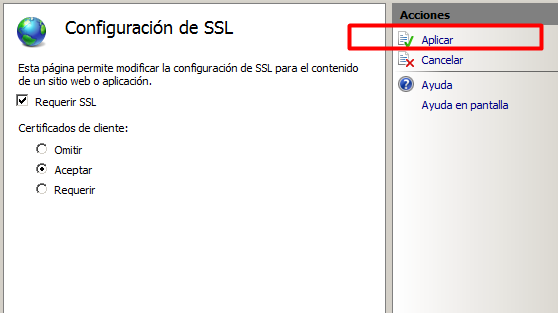 Configuración de SSL
Esta página permite modificar la configuración de SSL para el contenido
de un sitio web o aplicación.
Requerir SSL
Certificados de cliente:
Omitir
Aceptar
Requerir
Acciones
Aplicar
Cancelar
Ayuda
Ayuda en pantalla